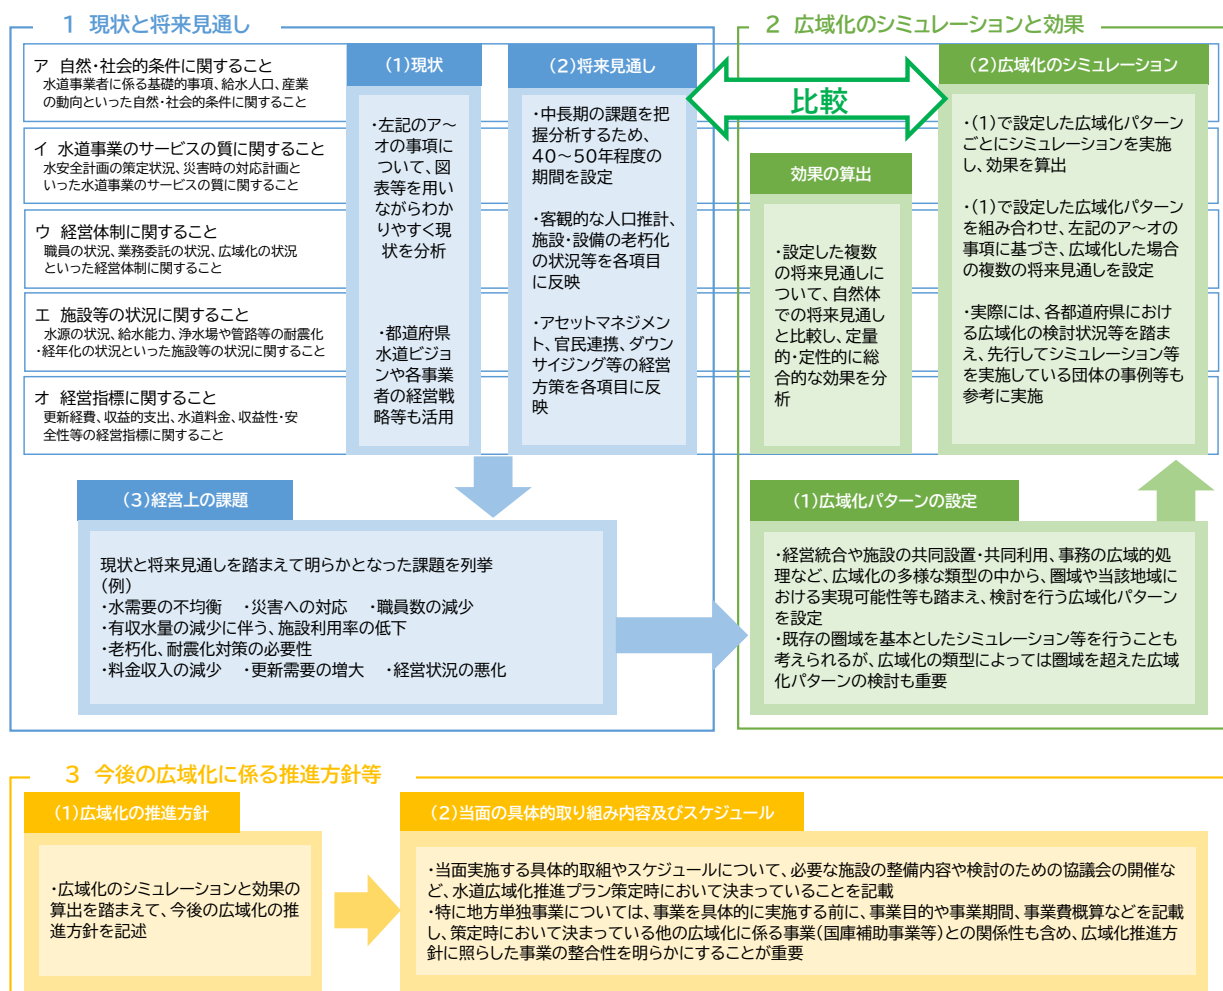 1 現状と将来見通し
ア 自然・社会的条件に関すること
水道事業者に係る基礎的事項、給水人口、産業
の動向といった自然・社会的条件に関すること
イ 水道事業のサービスの質に関すること
水安全計画の策定状況、災害時の対応計画と
いった水道事業のサービスの質に関すること
ウ 経営体制に関すること
職員の状況、業務委託の状況、広域化の状況
といった経営体制に関すること
エ 施設等の状況に関すること
水源の状況、給水能力、浄水場や管路等の耐震化
・経年化の状況といった施設等の状況に関すること
オ 経営指標に関すること
更新経費、収益的支出、水道料金、収益性・安
全性等の経営指標に関すること
(1)現状
・左記のア~
オの事項に
ついて、図
表等を用い
ながらわか
りやすく現
状を分析
・都道府県
水道ビジョ
ンや各事業
者の経営戦
略等も活用
(2)将来見通し
・中長期の課題を把
握分析するため、
40~50年程度の
期間を設定
・客観的な人口推計、
施設・設備の老朽化
の状況等を各項目
に反映
・アセットマネジメン
ト、官民連携、ダウン
サイジング等の経営
方策を各項目に反
映
(3)経営上の課題
現状と将来見通しを踏まえて明らかとなった課題を列挙
(例)
・水需要の不均衡 ・災害への対応 ・職員数の減少
・有収水量の減少に伴う、施設利用率の低下
・老朽化、耐震化対策の必要性
・料金収入の減少 ・更新需要の増大 ・経営状況の悪化
2 広域化のシミュレーションと効果
比較
効果の算出
・設定した複数
の将来見通しに
ついて、自然体
での将来見通し
と比較し、定量
的・定性的に総
合的な効果を分
析
(2)広域化のシミュレーション
・(1)で設定した広域化パターン
ごとにシミュレーションを実施
し、効果を算出
・(1)で設定した広域化パターン
を組み合わせ、左記のア~オの
事項に基づき、広域化した場合
の複数の将来見通しを設定
・実際には、各都道府県におけ
る広域化の検討状況等を踏ま
え、先行してシミュレーション等
を実施している団体の事例等も
参考に実施
(1)広域化パターンの設定
・経営統合や施設の共同設置・共同利用、事務の広域的処
理など、広域化の多様な類型の中から、圏域や当該地域に
おける実現可能性等も踏まえ、検討を行う広域化パターン
を設定
・既存の圏域を基本としたシミュレーション等を行うことも
考えられるが、広域化の類型によっては圏域を超えた広域
化パターンの検討も重要
3 今後の広域化に係る推進方針等
(1)広域化の推進方針
・広域化のシミュレーションと効果の
算出を踏まえて、今後の広域化の推
進方針を記述
(2)当面の具体的取り組み内容及びスケジュール
・当面実施する具体的取組やスケジュールについて、必要な施設の整備内容や検討のための協議会の開催な
ど、水道広域化推進プラン策定時において決まっていることを記載
・特に地方単独事業については、事業を具体的に実施する前に、事業目的や事業期間、事業費概算などを記載
し、策定時において決まっている他の広域化に係る事業(国庫補助事業等)との関係性も含め、広域化推進方
針に照らした事業の整合性を明らかにすることが重要